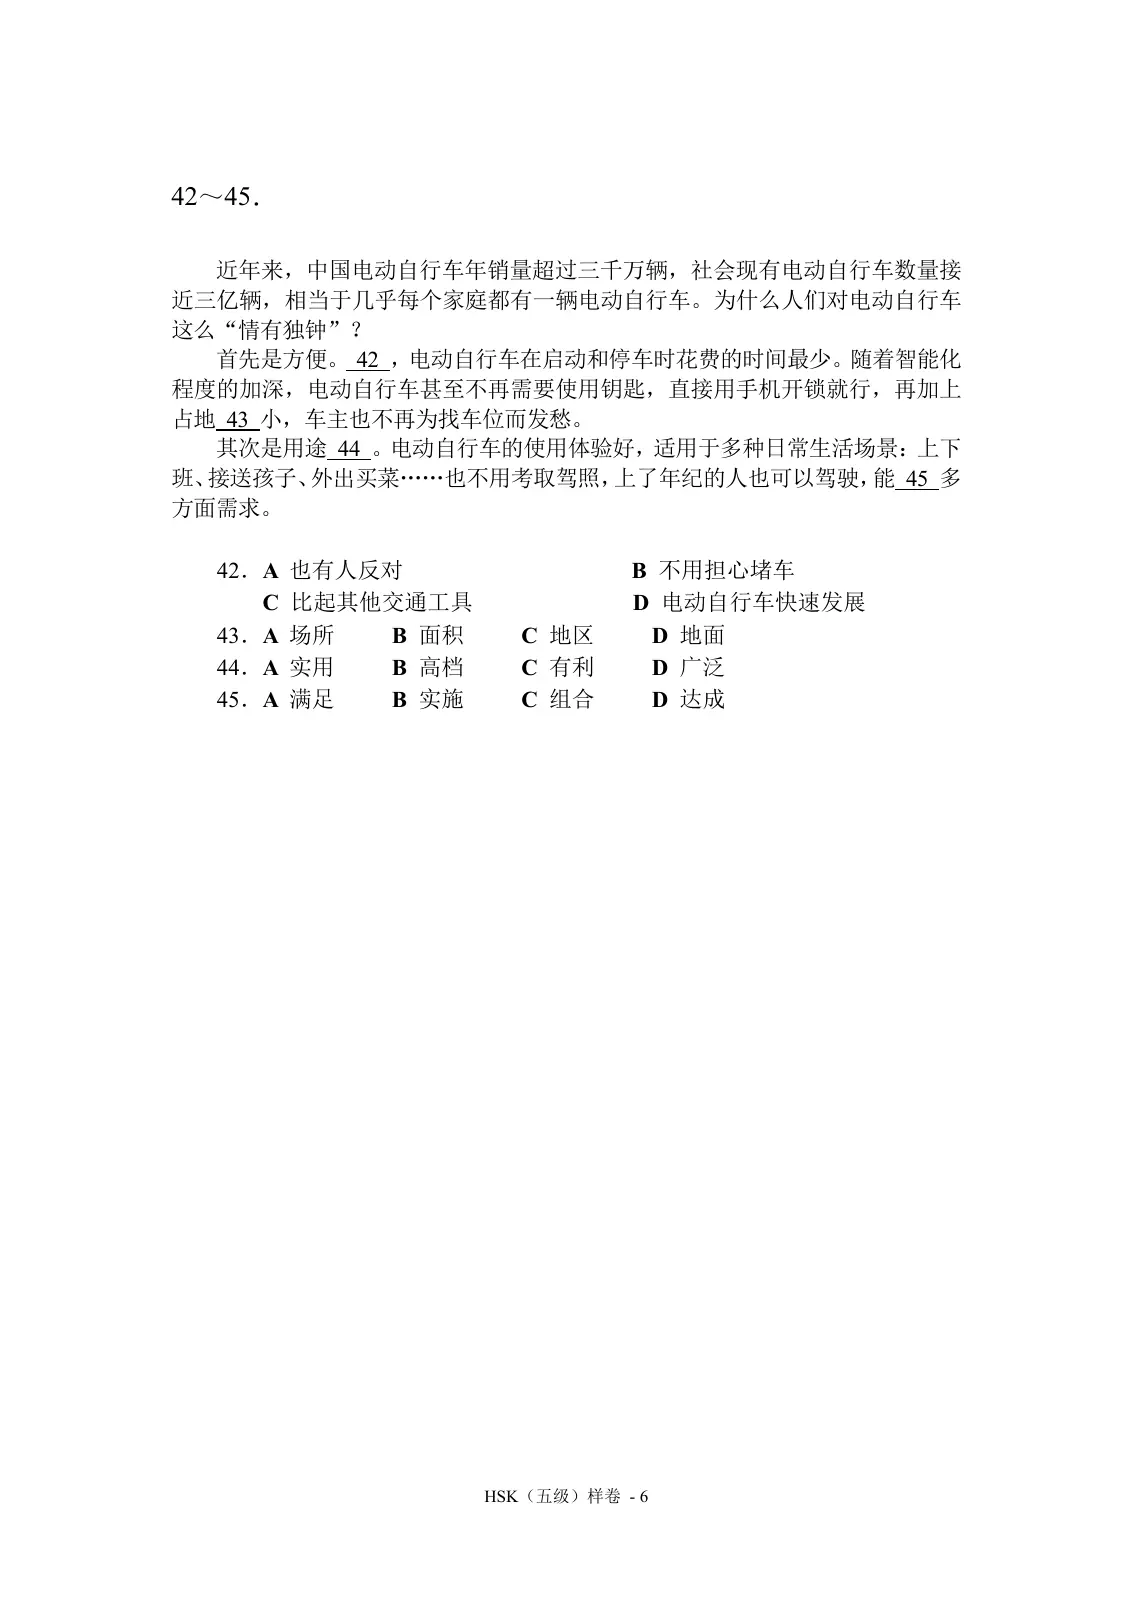 42～45．
近年来，中国电动自行车年销量超过三千万辆，社会现有电动自行车数量接
近三亿辆，相当于几乎每个家庭都有一辆电动自行车。为什么人们对电动自行车
这么“情有独钟”？
首先是方便。 42 ，电动自行车在启动和停车时花费的时间最少。随着智能化
程度的加深，电动自行车甚至不再需要使用钥匙，直接用手机开锁就行，再加上
占地 43 小，车主也不再为找车位而发愁。
其次是用途 44 。电动自行车的使用体验好，适用于多种日常生活场景：上下
班、接送孩子、外出买菜……也不用考取驾照，上了年纪的人也可以驾驶，能 45 多
方面需求。
42．A 也有人反对 B 不用担心堵车
C 比起其他交通工具 D 电动自行车快速发展
43．A 场所 B 面积 C 地区 D 地面
44．A 实用 B 高档 C 有利 D 广泛
45．A 满足 B 实施 C 组合 D 达成
HSK（五级）样卷 - 6